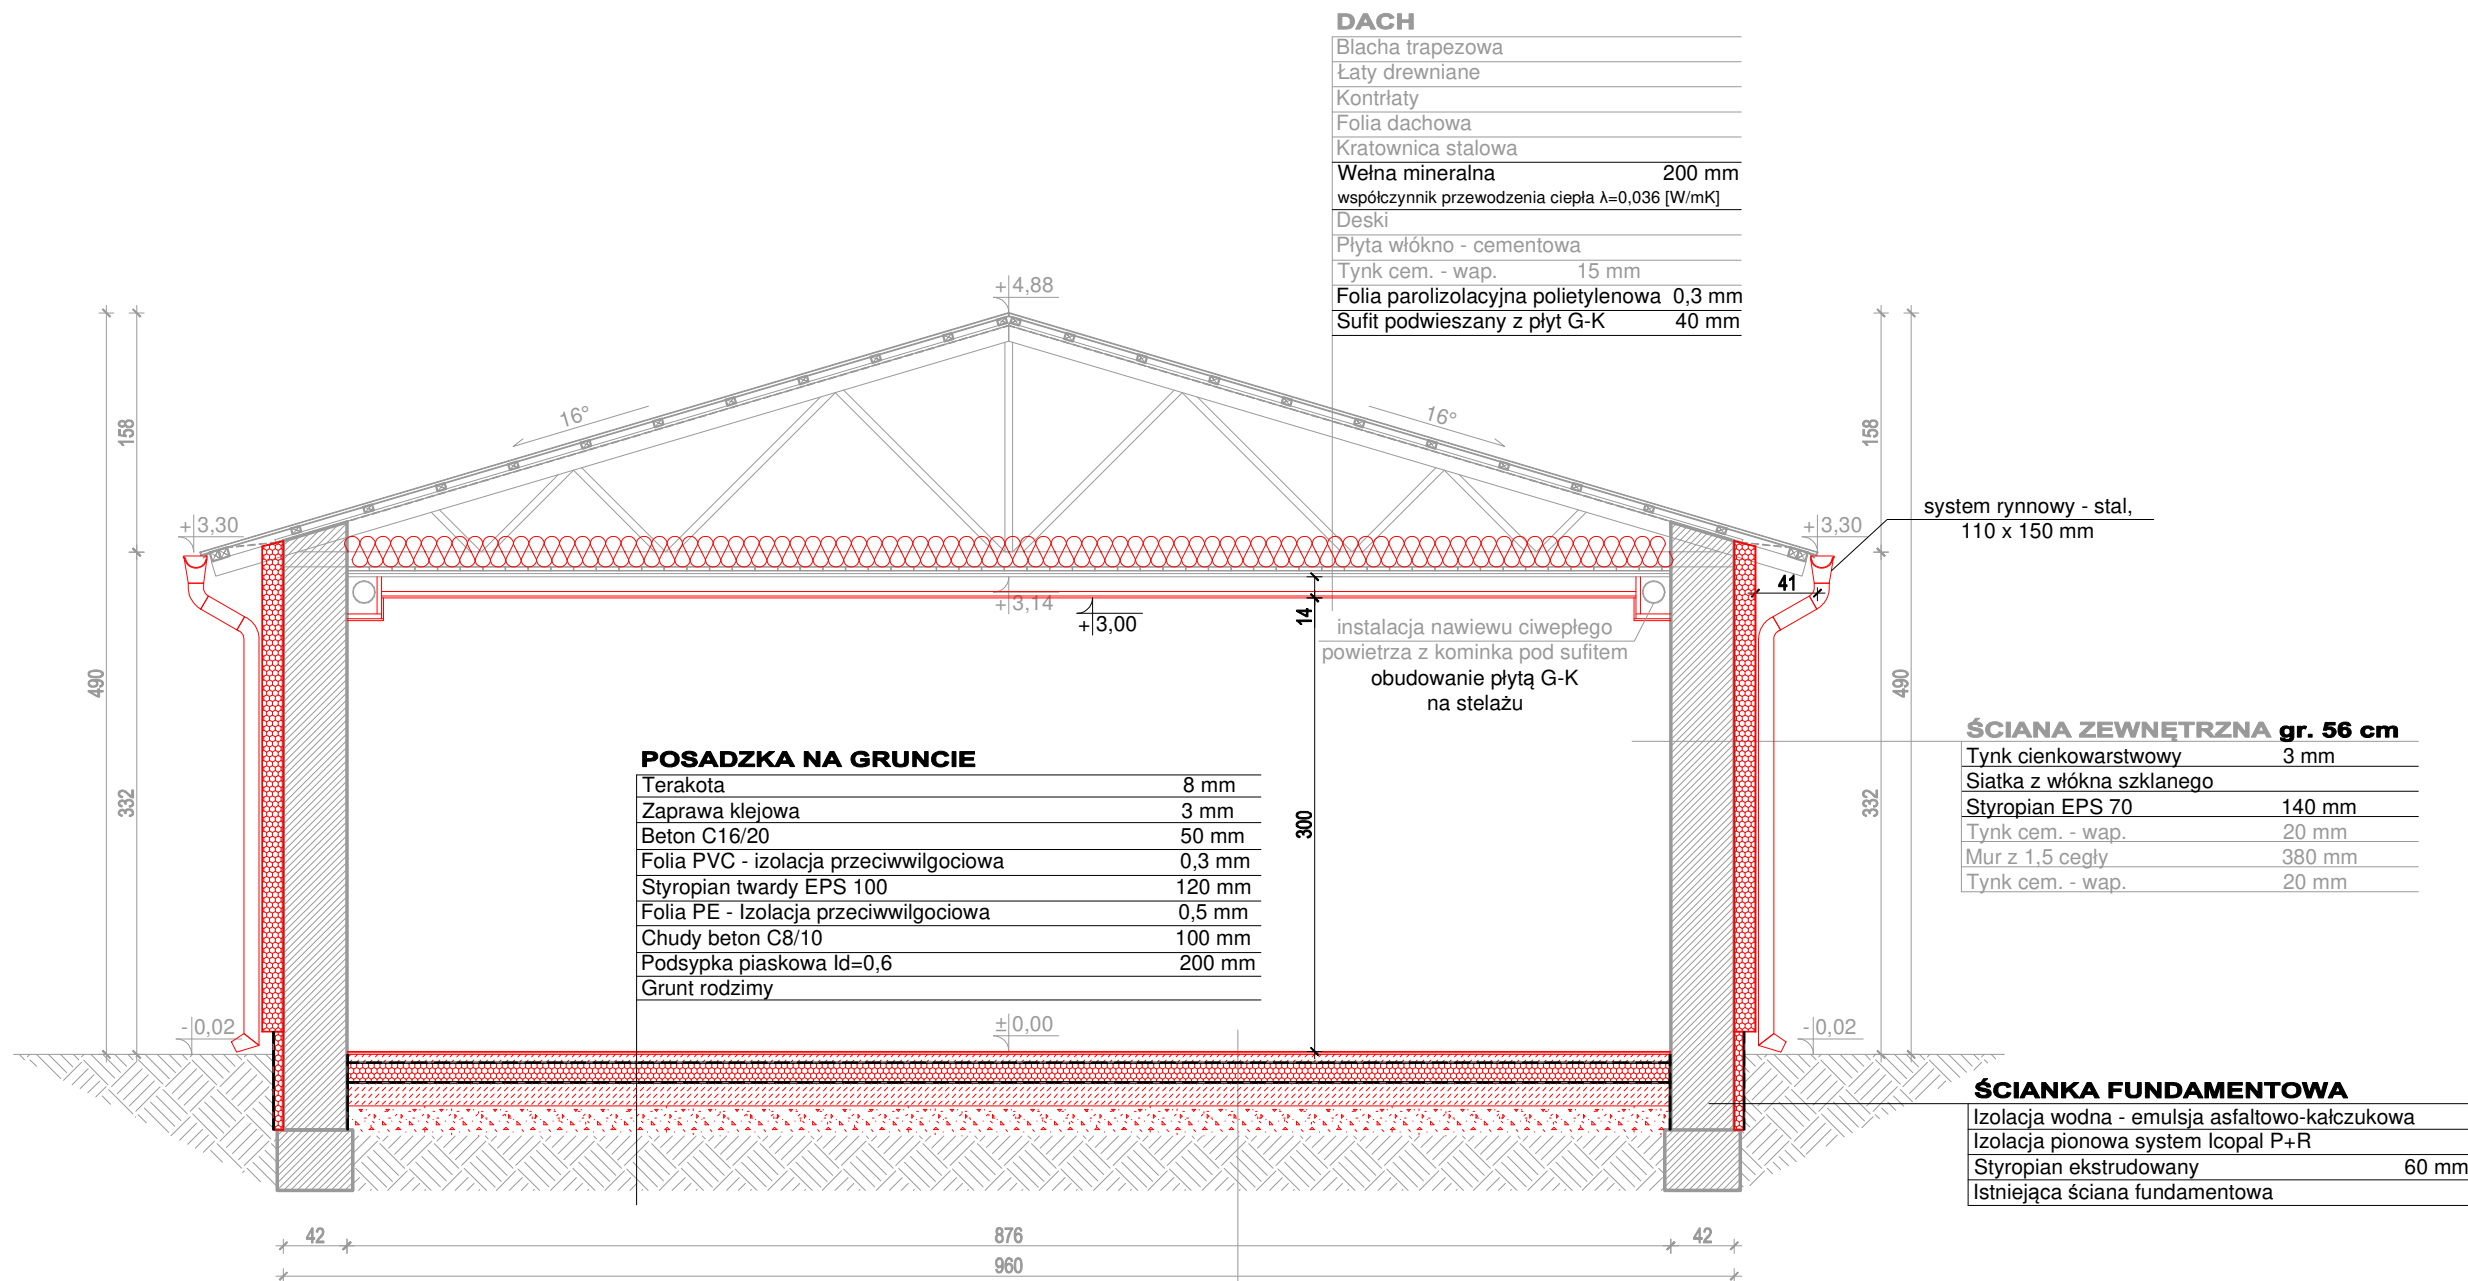 DACH
Blacha trapezowa
Łaty drewniane
Kontrłaty
Folia dachowa
Kratownica stalowa
Wełna mineralna 200 mm
współczynnik przewodzenia ciepła λ=0,036 [W/mK]
Deski
Płyta włókno - cementowa
Tynk cem. - wap. 15 mm
Folia parolizolacyjna polietylenowa 0,3 mm
Sufit podwieszany z płyt G-K 40 mm
+4,88
16°
16°
158
158
+3,30
+3,30
system rynnowy - stal,
110 x 150 mm
41
+3,14
+3,00
14
instalacja nawiewu ciwepłego
powietrza z kominka pod sufitem
obudowanie płytą G-K
na stelażu
490
332
300
332
490
ŚCIANA ZEWNĘTRZNA gr. 56 cm
Tynk cienkowarstwowy 3 mm
Siatka z włókna szklanego
Styropian EPS 70 140 mm
Tynk cem. - wap. 20 mm
Mur z 1,5 cegły 380 mm
Tynk cem. - wap. 20 mm
POSADZKA NA GRUNCIE
Terakota 8 mm
Zaprawa klejowa 3 mm
Beton C16/20 50 mm
Folia PVC - izolacja przeciwwilgociowa 0,3 mm
Styropian twardy EPS 100 120 mm
Folia PE - Izolacja przeciwwilgociowa 0,5 mm
Chudy beton C8/10 100 mm
Podsypka piaskowa Id=0,6 200 mm
Grunt rodzimy
-0,02
±0,00
-0,02
ŚCIANKA FUNDAMENTOWA
Izolacja wodna - emulsja asfaltowo-kałczukowa
Izolacja pionowa system Icopal P+R
Styropian ekstrudowany 60 mm
Istniejąca ściana fundamentowa
42
876
42
960